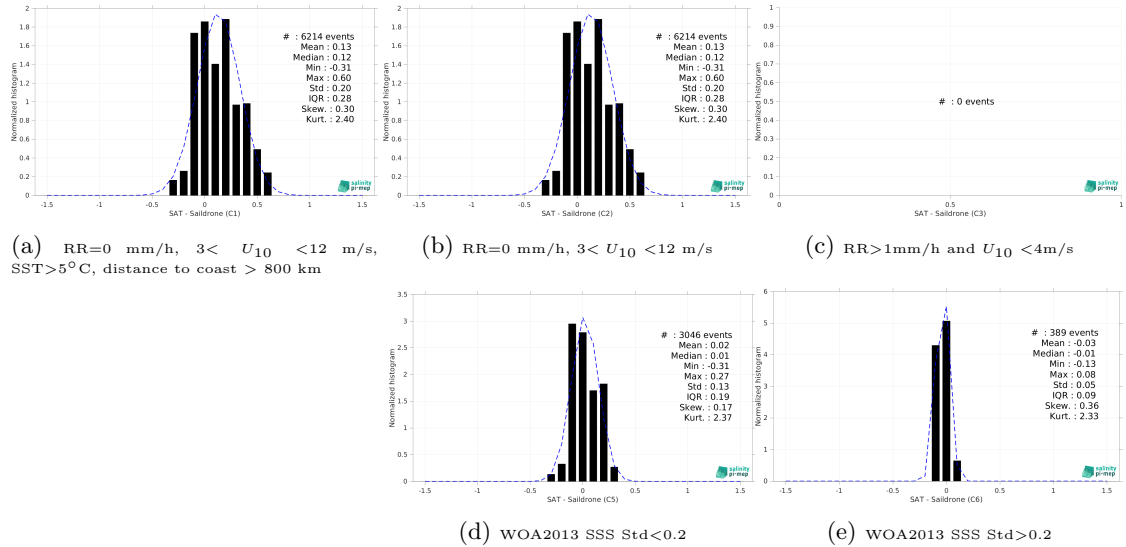 2
1.8
1.6
1.4
1.2
1
0.8
0.6
0.4
0.2
0
Normalized histogram
# : 6214 events
Mean : 0.13
Median : 0.12
Min : -0.31
Max : 0.60
Std : 0.20
IQR : 0.28
Skew. : 0.30
Kurt. : 2.40
salinity
pi-mep
-1.5 -1 -0.5 0 0.5 1 1.5
SAT - Saildrone (C1)
(a) RR=0 mm/h, 3< U10 <12 m/s,
SST>5°C, distance to coast > 800 km
2
1.8
1.6
1.4
1.2
1
0.8
0.6
0.4
0.2
0
Normalized histogram
# : 6214 events
Mean : 0.13
Median : 0.12
Min : -0.31
Max : 0.60
Std : 0.20
IQR : 0.28
Skew. : 0.30
Kurt. : 2.40
salinity
pi-mep
-1.5 -1 -0.5 0 0.5 1 1.5
SAT - Saildrone (C2)
(b) RR=0 mm/h, 3< U10 <12 m/s
1
0.9
0.8
0.7
0.6
0.5
0.4
0.3
0.2
0.1
0
Normalized histogram
# : 0 events
salinity
pi-mep
0 0.5 1
SAT - Saildrone (C3)
(c) RR>1mm/h and U10 <4m/s
3.5
3
2.5
2
1.5
1
0.5
0
Normalized histogram
# : 3046 events
Mean : 0.02
Median : 0.01
Min : -0.31
Max : 0.27
Std : 0.13
IQR : 0.19
Skew. : 0.17
Kurt. : 2.37
salinity
pi-mep
-1.5 -1 -0.5 0 0.5 1 1.5
SAT - Saildrone (C5)
(d) WOA2013 SSS Std<0.2
6
5
4
3
2
1
0
Normalized histogram
# : 389 events
Mean : -0.03
Median : -0.01
Min : -0.13
Max : 0.08
Std : 0.05
IQR : 0.09
Skew. : 0.36
Kurt. : 2.33
salinity
pi-mep
-1.5 -1 -0.5 0 0.5 1 1.5
SAT - Saildrone (C6)
(e) WOA2013 SSS Std>0.2